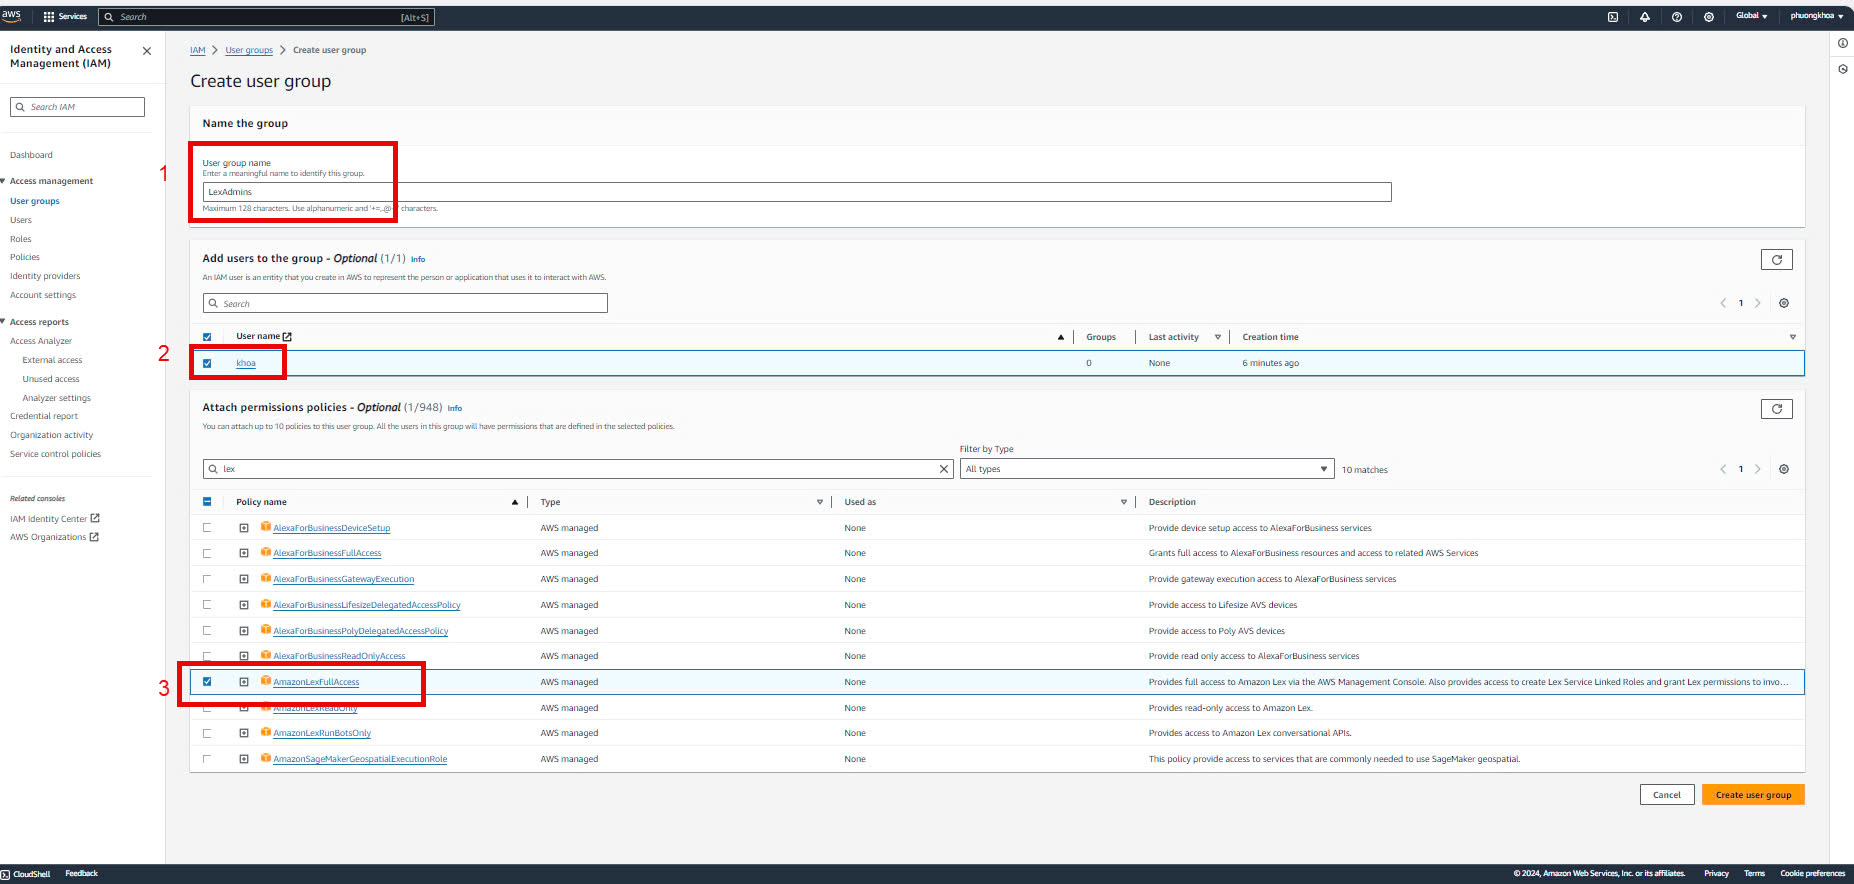 aws
Services
Search
[Alt+S]
Global
phuongkhoa
Identity and Access
Management (IAM)
Search IAM
Dashboard
Access management
User groups
Users
Roles
Policies
Identity providers
Account settings
Access reports
Access Analyzer
External access
Unused access
Analyzer settings
Credential report
Organization activity
Service control policies
Related consoles
IAM Identity Center
AWS Organizations
IAM > User groups > Create user group
Create user group
Name the group
1
User group name
Enter a meaningful name to identify this group.
LexAdmins
Maximum 128 characters. Use alphanumeric and '+=,.@- characters.
Add users to the group - Optional (1/1) Info
An IAM user is an entity that you create in AWS to represent the person or application that uses it to interact with AWS.
Search
1
User name Groups Last activity Creation time
2
khoa 0 None 6 minutes ago
Attach permissions policies - Optional (1/948) Info
You can attach up to 10 policies to this user group. All the users in this group will have permissions that are defined in the selected policies.
Filter by Type
lex
All types
10 matches
1
Policy name Type Used as Description
AlexaForBusinessDeviceSetup AWS managed None Provide device setup access to AlexaForBusiness services
AlexaForBusinessFullAccess AWS managed None Grants full access to AlexaForBusiness resources and access to related AWS Services
AlexaForBusinessGatewayExecution AWS managed None Provide gateway execution access to AlexaForBusiness services
AlexaForBusinessLifesizeDelegatedAccessPolicy AWS managed None Provide access to Lifesize AVS devices
AlexaForBusinessPolyDelegatedAccessPolicy AWS managed None Provide access to Poly AVS devices
AlexaForBusinessReadOnlyAccess AWS managed None Provide read only access to AlexaForBusiness services
3
AmazonLexFullAccess AWS managed None Provides full access to Amazon Lex via the AWS Management Console. Also provides access to create Lex Service Linked Roles and grant Lex permissions to invo...
AmazonLexReadOnly AWS managed None Provides read-only access to Amazon Lex.
AmazonLexRunBotsOnly AWS managed None Provides access to Amazon Lex conversational APIs.
AmazonSageMakerGeospatialExecutionRole AWS managed None This policy provide access to services that are commonly needed to use SageMaker geospatial.
Cancel
Create user group
CloudShell
Feedback
© 2024, Amazon Web Services, Inc. or its affiliates.
Privacy
Terms
Cookie preferences